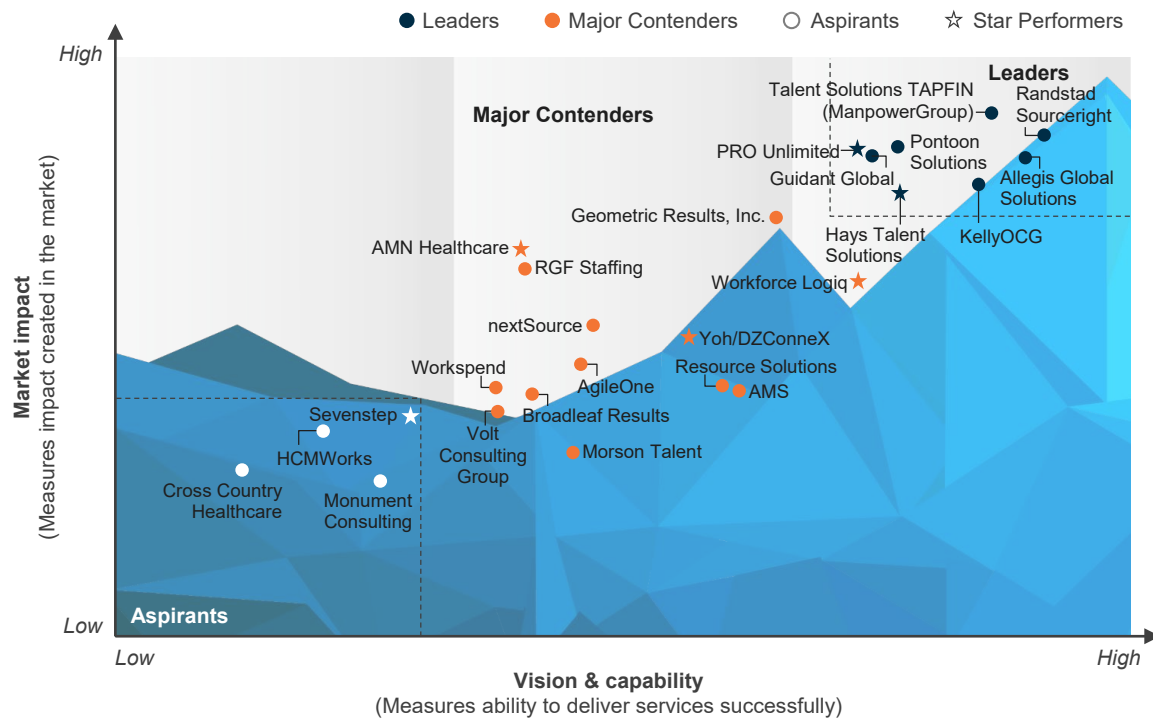 Leaders
Major Contenders
Aspirants
Star Performers
High
Leaders
Talent Solutions TAPFIN
(ManpowerGroup)
Randstad
Sourceright
Major Contenders
PRO Unlimited
Pontoon
Solutions
Guidant Global
Allegis Global
Solutions
Geometric Results, Inc.
Hays Talent
Solutions
KellyOCG
AMN Healthcare
RGF Staffing
Workforce Logiq
nextSource
Yoh/DZConneX
Workspend
AgileOne
Resource Solutions
AMS
Sevenstep
Broadleaf Results
Volt
Consulting
Group
HCMWorks
Morson Talent
Cross Country
Healthcare
Monument
Consulting
Aspirants
Market impact
(Measures impact created in the market)
Low
Low
High
Vision & capability
(Measures ability to deliver services successfully)